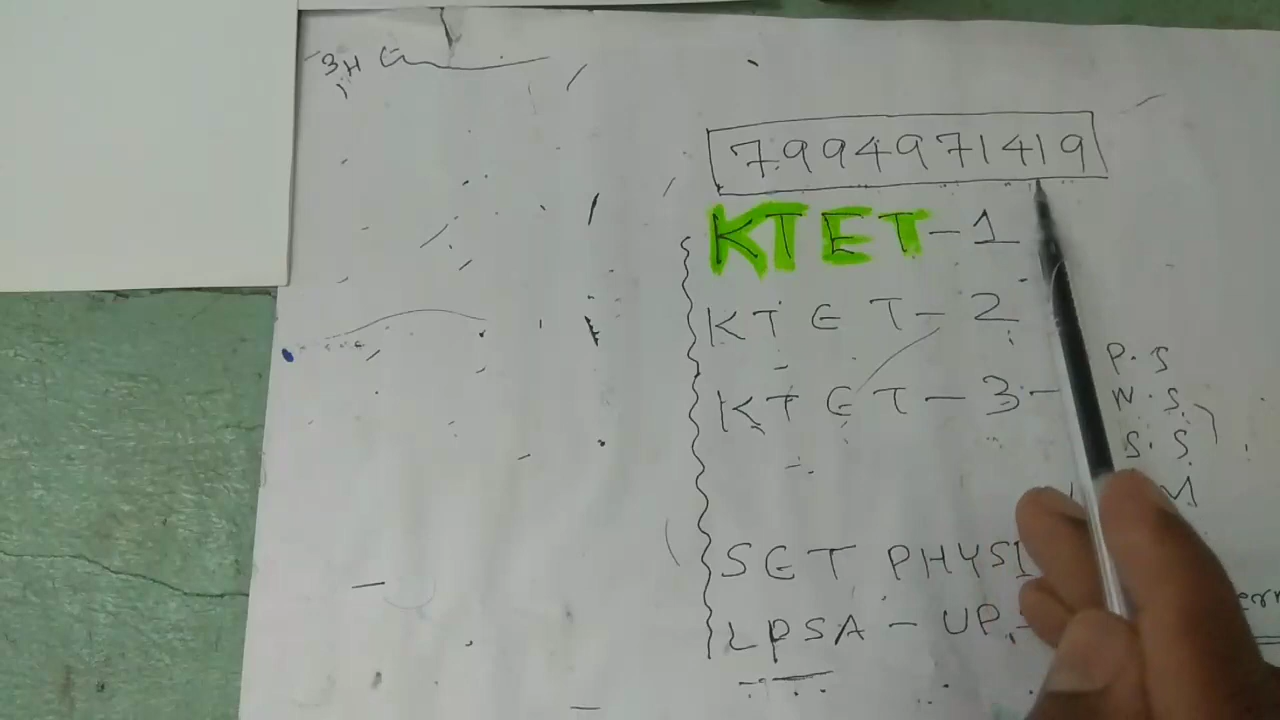 7994971419
KTET-1
KTET-2
KTET-3-
P.S
N.S.
S.S.
M
SET PHYSI
LPSA-UP